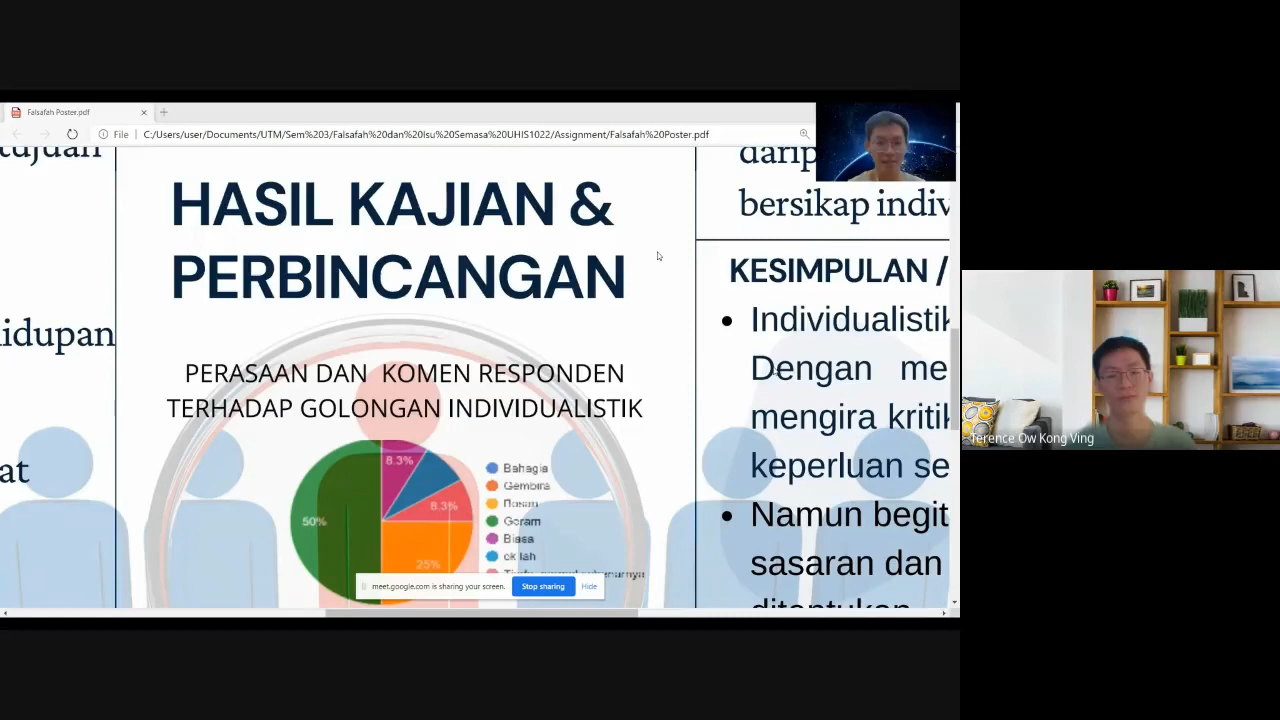 Falsafah Poster.pdf
File
C:/Users/user/Documents/UTM/Sem%203/Falsafah%20dan%20Isu%20Semasa%20UHIS1022/Assignment/Falsafah%20Poster.pdf
tujuan
idupan
at
HASIL KAJIAN &
PERBINCANGAN
PERASAAN DAN KOMEN RESPONDEN
TERHADAP GOLONGAN INDIVIDUALISTIK
8.3%
8.3%
50%
25%
Bahagia
Gembira
Bosan
Geram
Biasa
ok lah
meet.google.com is sharing your screen.
Stop sharing
Hide
darip
bersikap indiv
KESIMPULAN /
• Individualistik
Dengan me
mengira kritik
keperluan se
• Namun begit
sasaran dan
ditentukan
Terence Ow Kong Ving